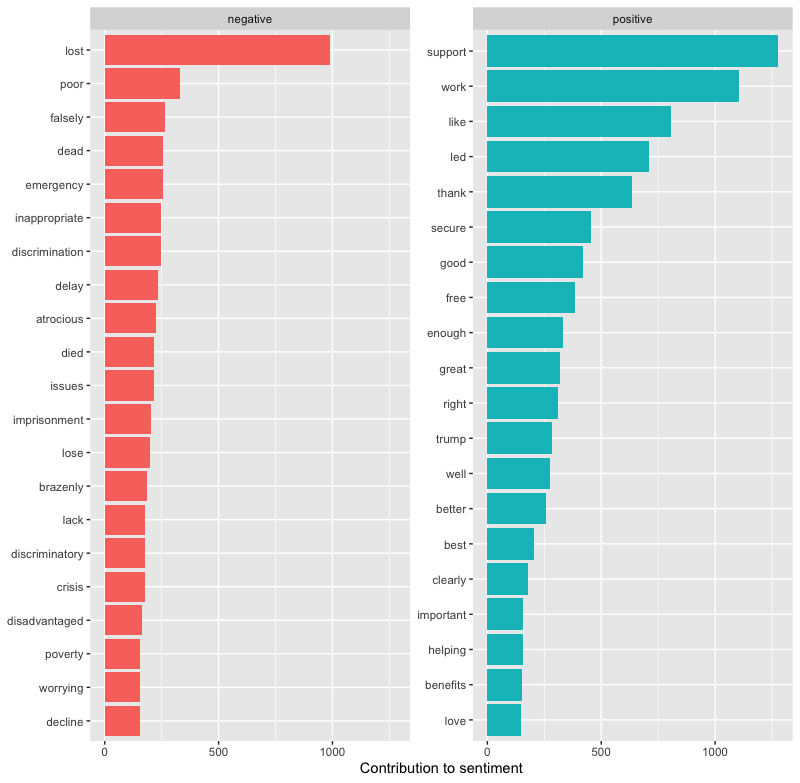 negative
lost
poor
falsely
dead
emergency
inappropriate
discrimination
delay
atrocious
died
issues
imprisonment
lose
brazenly
lack
discriminatory
crisis
disadvantaged
poverty
worrying
decline
0 500 1000
positive
support
work
like
led
thank
secure
good
free
enough
great
right
trump
well
better
best
clearly
important
helping
benefits
love
0 500 1000
Contribution to sentiment